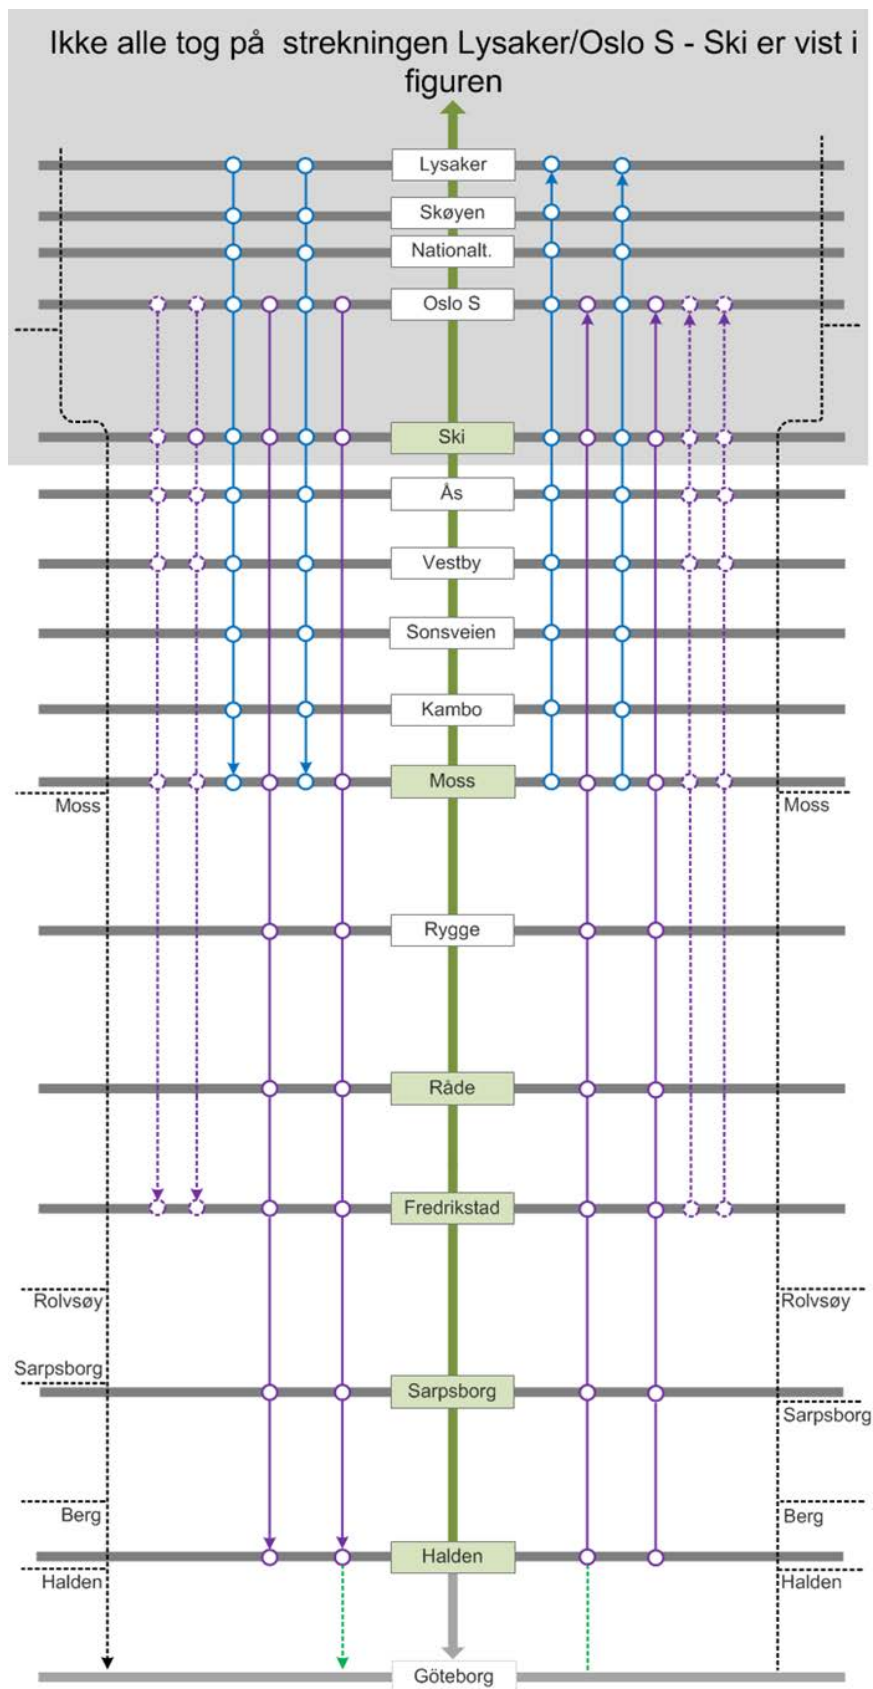 Ikke alle tog på strekningen Lysaker/Oslo S - Ski er vist i
figuren
Lysaker
Skøyen
Nationalt.
Oslo S
Ski
Ås
Vestby
Sonsveien
Kambo
Moss
Moss
Moss
Rygge
Råde
Fredrikstad
Rolvsøy
Rolvsøy
Sarpsborg
Sarpsborg
Sarpsborg
Berg
Berg
Halden
Halden
Halden
Göteborg